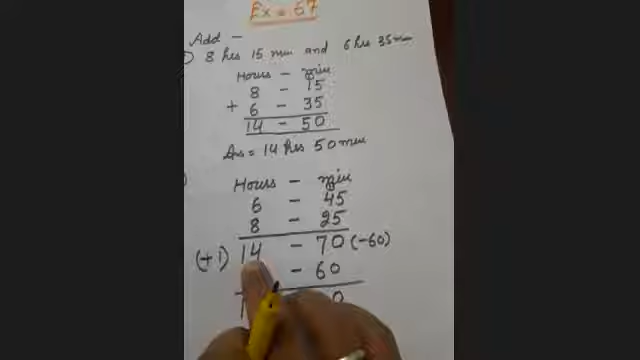 Ex = 67
Add -
) 8 hrs 15 min and 6 hrs 35 min
Hours - min
8 - 15
+ 6 - 35
14 - 50
Ans = 14 hrs 50 min
)
Hours - min
6 - 45
8 - 25
(+1) 14 - 70 (-60)
- 60
0